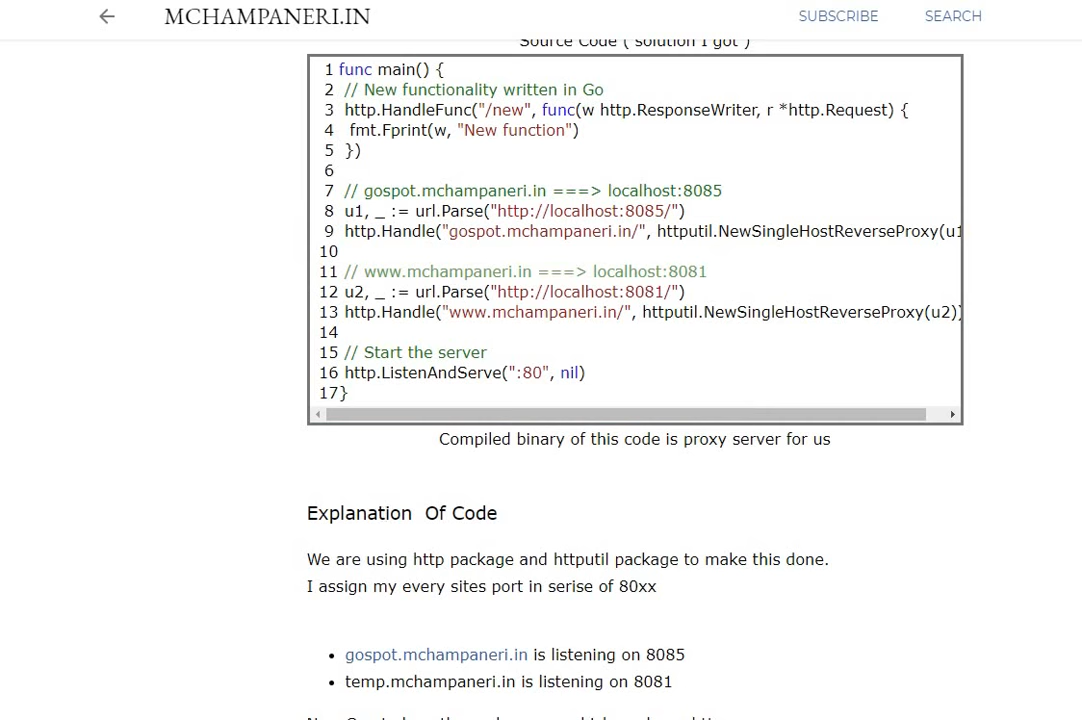 MCHAMPANERI.IN SUBSCRIBE SEARCH
Source Code ( solution I got )
1 func main() {
2 // New functionality written in Go
3 http.HandleFunc("/new", func(w http.ResponseWriter, r *http.Request) {
4 fmt.Fprint(w, "New function")
5 })
6
7 // gospot.mchampaneri.in ===> localhost:8085
8 u1, _ := url.Parse("http://localhost:8085/")
9 http.Handle("gospot.mchampaneri.in/", httputil.NewSingleHostReverseProxy(u1
10
11 // www.mchampaneri.in ===> localhost:8081
12 u2, _ := url.Parse("http://localhost:8081/")
13 http.Handle("www.mchampaneri.in/", httputil.NewSingleHostReverseProxy(u2))
14
15 // Start the server
16 http.ListenAndServe(":80", nil)
17 }
Compiled binary of this code is proxy server for us
Explanation Of Code
We are using http package and httputil package to make this done.
I assign my every sites port in serise of 80xx
• gospot.mchampaneri.in is listening on 8085
• temp.mchampaneri.in is listening on 8081